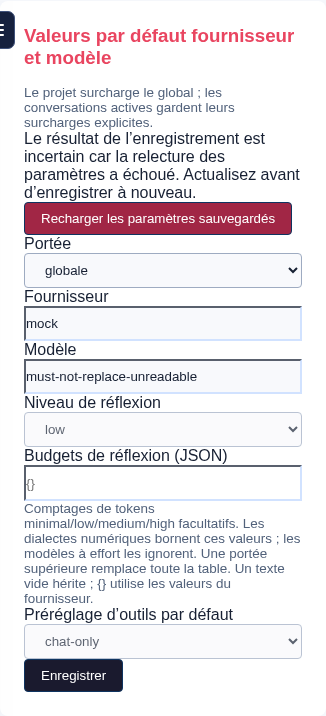 Valeurs par défaut fournisseur
et modèle
Le projet surcharge le global ; les
conversations actives gardent leurs
surcharges explicites.
Le résultat de l’enregistrement est
incertain car la relecture des
paramètres a échoué. Actualisez avant
d’enregistrer à nouveau.
Recharger les paramètres sauvegardés
Portée
globale
Fournisseur
mock
Modèle
must-not-replace-unreadable
Niveau de réflexion
low
Budgets de réflexion (JSON)
{}
Comptages de tokens
minimal/low/medium/high facultatifs. Les
dialectes numériques bornent ces valeurs ; les
modèles à effort les ignorent. Une portée
supérieure remplace toute la table. Un texte
vide hérite ; {} utilise les valeurs du
fournisseur.
Préréglage d’outils par défaut
chat-only
Enregistrer